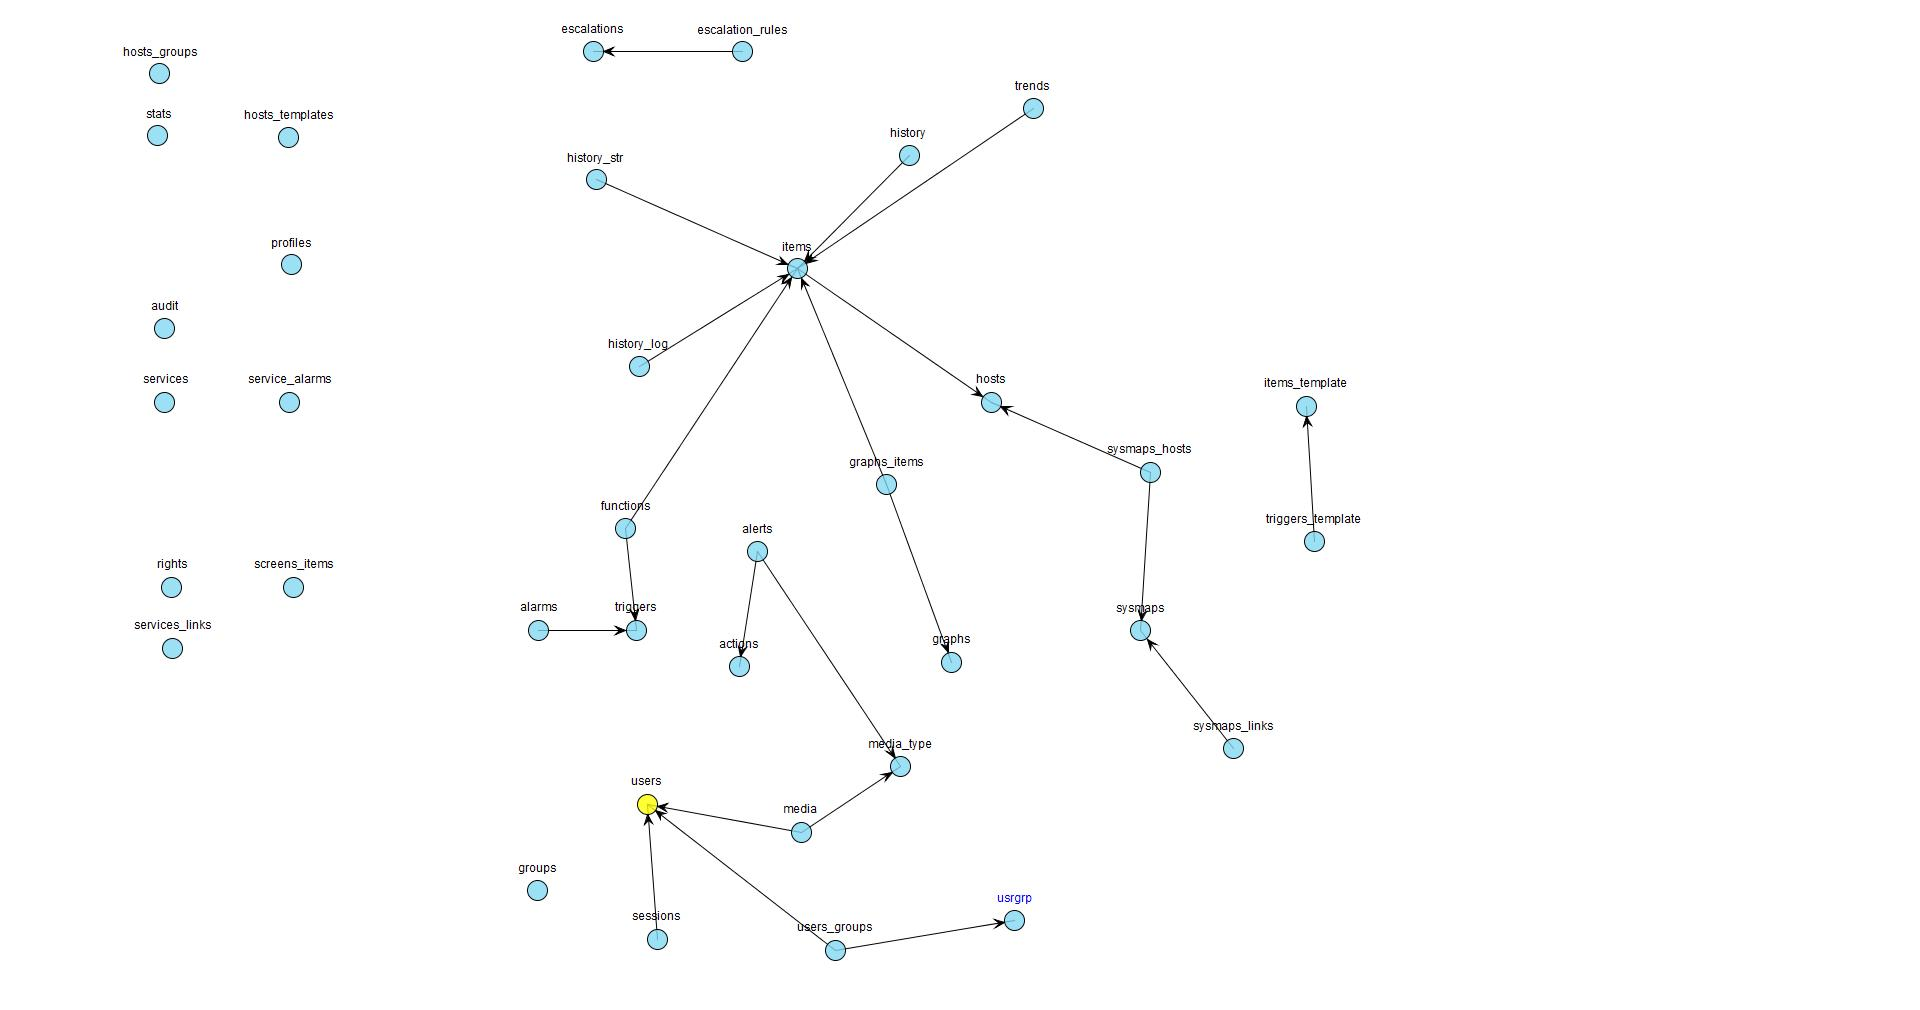 escalations
escalation_rules
hosts_groups
trends
stats
hosts_templates
history
history_str
profiles
items
audit
history_log
services
service_alarms
hosts
items_template
sysmaps_hosts
graphs_items
functions
triggers_template
alerts
rights
screens_items
alarms
triggers
sysmaps
services_links
actions
graphs
sysmaps_links
media_type
users
media
groups
usrgrp
sessions
users_groups